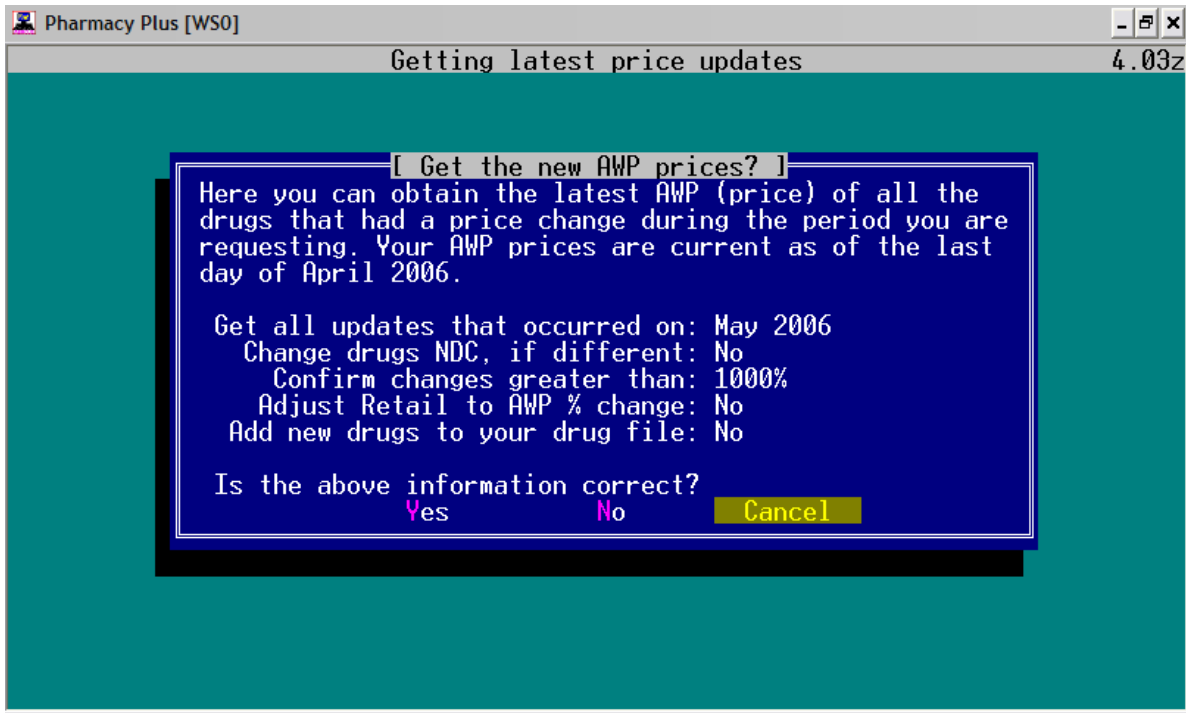 Pharmacy Plus [WS0]
Getting latest price updates 4.03z
[ Get the new AWP prices? ]
Here you can obtain the latest AWP (price) of all the
drugs that had a price change during the period you are
requesting. Your AWP prices are current as of the last
day of April 2006.
Get all updates that occurred on: May 2006
Change drugs NDC, if different: No
Confirm changes greater than: 1000%
Adjust Retail to AWP % change: No
Add new drugs to your drug file: No
Is the above information correct?
Yes No Cancel